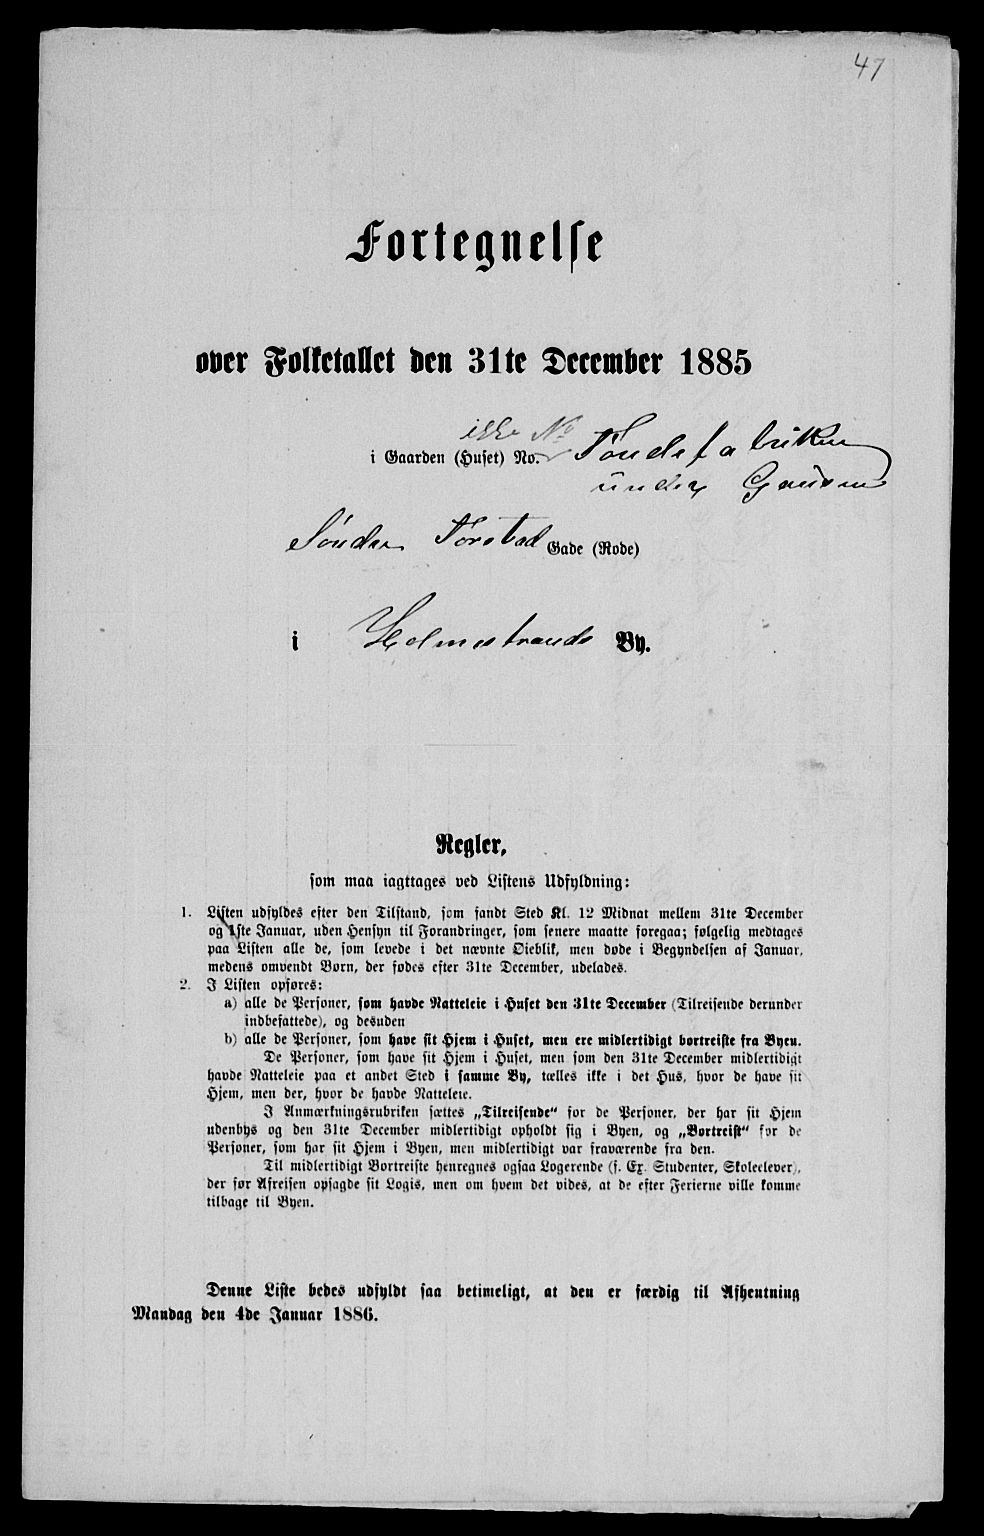 47
Fortegnelse
over Folketallet den 31te December 1885
ikke No
i Gaarden (Huset) No. Tøndefabriken
under Gausen
Søndre Forstad Gade (Rode)
i Holmestrands By.
Regler,
som maa iagttages ved Listens Udfyldning:
1. Listen udfyldes efter den Tilstand, som fandt Sted Kl. 12 Midnat mellem 31te December
og 1ste Januar, uden Hensyn til Forandringer, som senere maatte foregaa; følgelig medtages
paa Listen alle de, som levede i det nævnte Øieblik, men døde i Begyndelsen af Januar,
medens omvendt Børn, der fødes efter 31te December, udelades.
2. I Listen opføres:
a) alle de Personer, som havde Natteleie i Huset den 31te December (Tilreisende derunder
indbefattede), og desuden
b) alle de Personer, som have sit Hjem i Huset, men ere midlertidigt bortreiste fra Byen.
De Personer, som have sit Hjem i Huset, men som den 31te December midlertidigt
havde Natteleie paa et andet Sted i samme By, tælles ikke i det Hus, hvor de have sit
Hjem, men der, hvor de havde Natteleie.
I Anmærkningsrubriken sættes „Tilreisende“ for de Personer, der har sit Hjem
udenbys og den 31te December midlertidigt opholdt sig i Byen, og „Bortreist“ for de
Personer, som har sit Hjem i Byen, men midlertidigt var fraværende fra den.
Til midlertidigt Bortreiste henregnes ogsaa Logerende (f. Ex. Studenter, Skoleelever),
der før Afreisen opsagde sit Logis, men om hvem det vides, at de efter Ferierne ville komme
tilbage til Byen.
Denne Liste bedes udfyldt saa betimeligt, at den er færdig til Afhentning
Mandag den 4de Januar 1886.